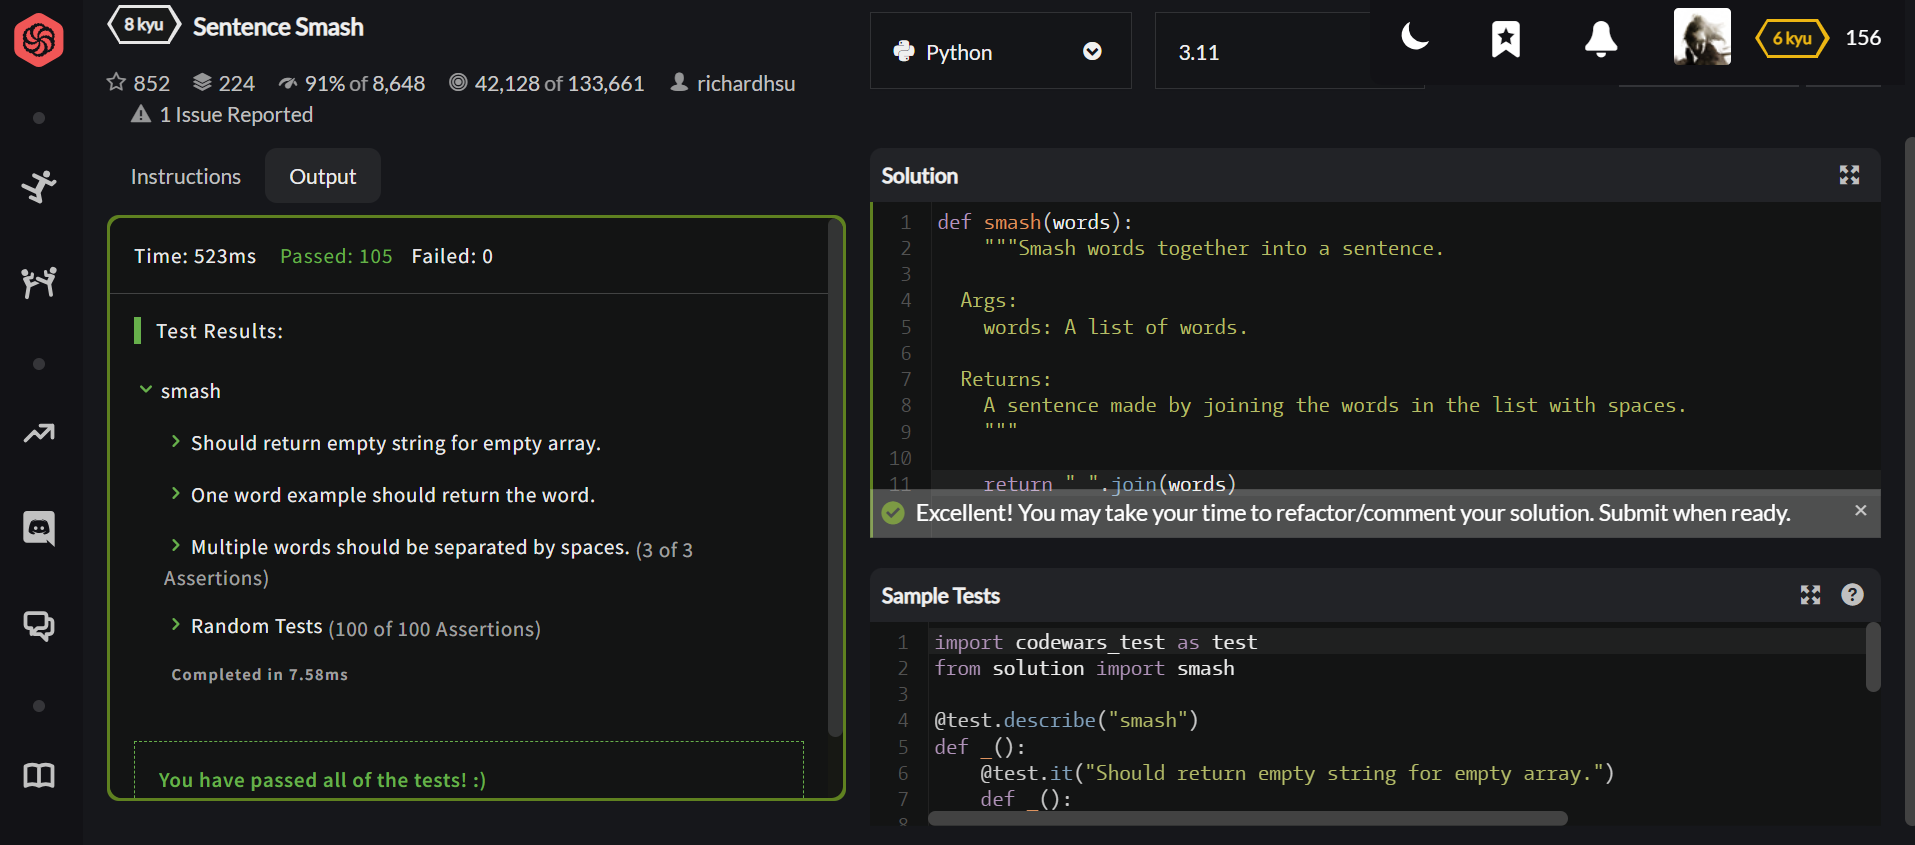 8 kyu Sentence Smash
852 224 91% of 8,648 42,128 of 133,661 richardhsu
1 Issue Reported
Python
3.11
6 kyu 156
Instructions Output
Time: 523ms Passed: 105 Failed: 0
Test Results:
smash
Should return empty string for empty array.
One word example should return the word.
Multiple words should be separated by spaces. (3 of 3
Assertions)
Random Tests (100 of 100 Assertions)
Completed in 7.58ms
You have passed all of the tests! :)
Solution
1 def smash(words):
2     """Smash words together into a sentence.
3
4   Args:
5     words: A list of words.
6
7   Returns:
8     A sentence made by joining the words in the list with spaces.
9     """
10
11     return " ".join(words)
Excellent! You may take your time to refactor/comment your solution. Submit when ready. ×
Sample Tests ?
1 import codewars_test as test
2 from solution import smash
3
4 @test.describe("smash")
5 def _():
6     @test.it("Should return empty string for empty array.")
7     def _():
8